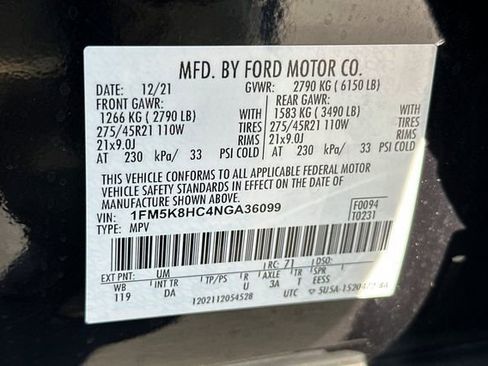 MFD. BY FORD MOTOR CO.
DATE: 12/21 GVWR: 2790 KG ( 6150 LB)
FRONT GAWR: REAR GAWR:
1266 KG ( 2790 LB) WITH 1583 KG ( 3490 LB) WITH
275/45R21 110W TIRES 275/45R21 110W TIRES
21x9.0J RIMS 21x9.0J RIMS
AT 230 kPa/ 33 PSI COLD AT 230 kPa/ 33 PSI COLD
THIS VEHICLE CONFORMS TO ALL APPLICABLE FEDERAL MOTOR
VEHICLE SAFETY STANDARDS IN EFFECT ON THE DATE OF
MANUFACTURE SHOWN ABOVE.
VIN: 1FM5K8HC4NGA36099 F0094
TYPE: MPV T0231
EXT PNT: UM RC: 71 DSO:
WB INT TR TP/PS R AXLE TR SPR
119 DA U 3A T EESS
1202112054528 UTC